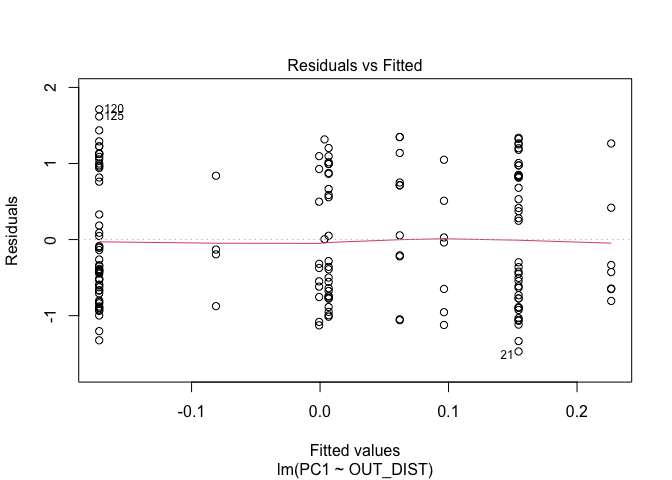 Residuals vs Fitted
Residuals
2
1
0
-1
120
125
21
-0.1 0.0 0.1 0.2
Fitted values
lm(PC1 ~ OUT_DIST)